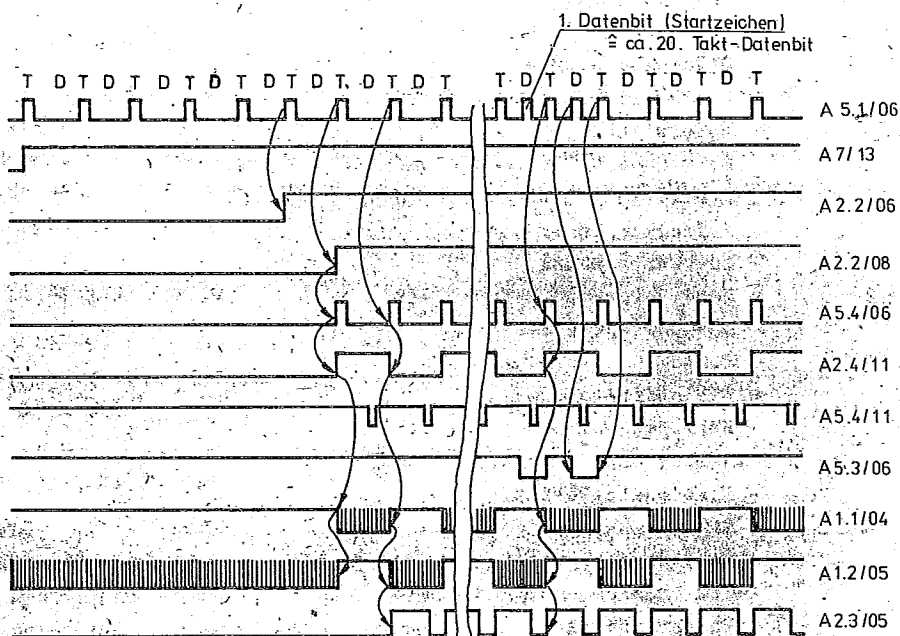 1. Datenbit (Startzeichen)
≙ ca. 20. Takt-Datenbit
T D T D T D T D T D T D T D T D T T D T D T D T D T
A 5.1/06
A 7/13
A 2.2/06
A 2.2/08
A 5.4/06
A 2.4/11
A 5.4/11
A 5.3/06
A 1.1/04
A 1.2/05
A 2.3/05